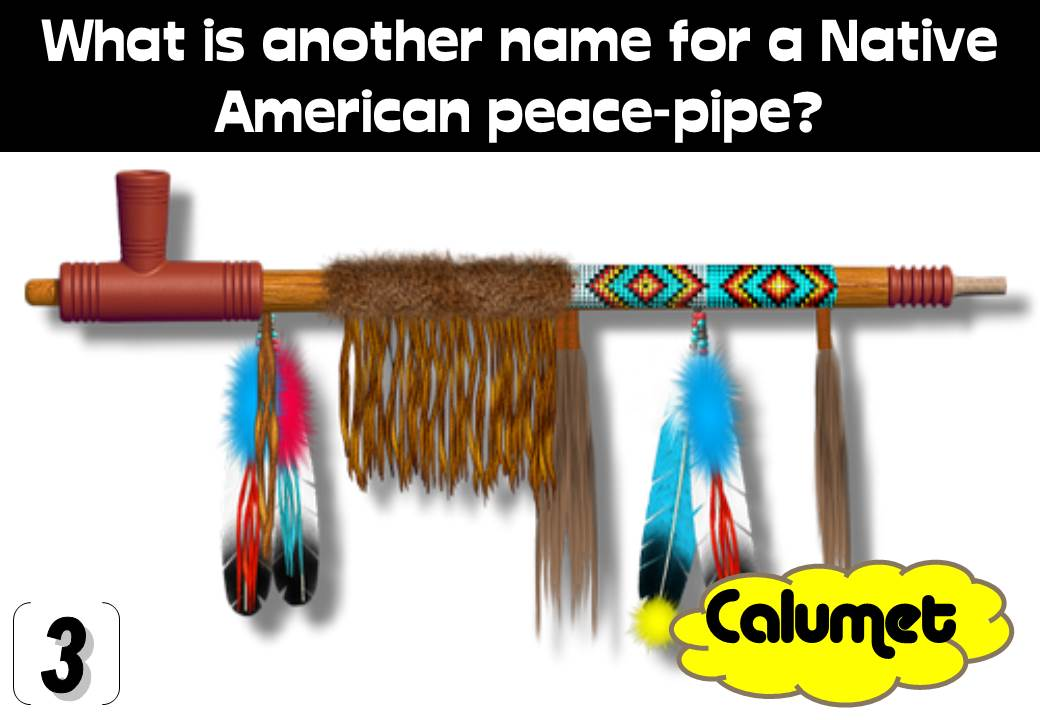 What is another name for a Native
American peace-pipe?
Calumet
3